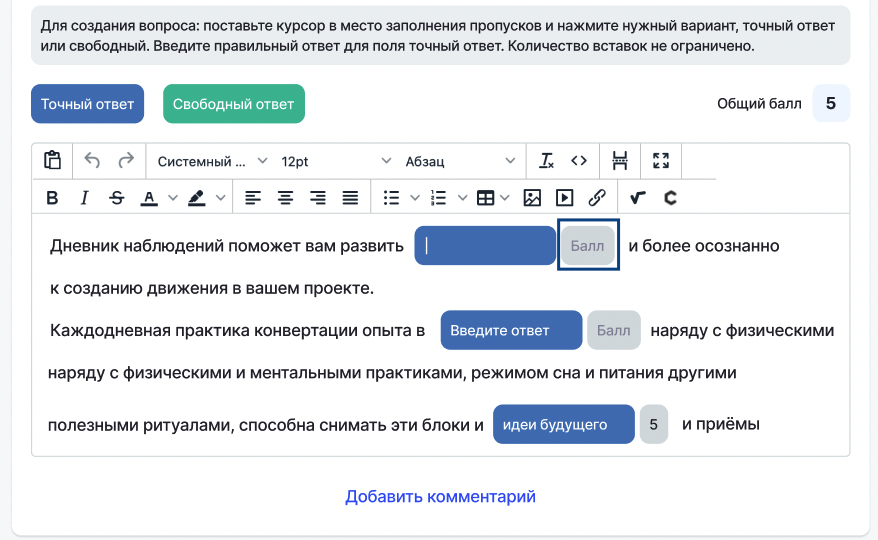 Для создания вопроса: поставьте курсор в место заполнения пропусков и нажмите нужный вариант, точный ответ
или свободный. Введите правильный ответ для поля точный ответ. Количество вставок не ограничено.
Точный ответ Свободный ответ Общий балл 5
Системный ... 12pt Абзац
B I S A
Дневник наблюдений поможет вам развить Балл и более осознанно
к созданию движения в вашем проекте.
Каждодневная практика конвертации опыта в Введите ответ Балл наряду с физическими
наряду с физическими и ментальными практиками, режимом сна и питания другими
полезными ритуалами, способна снимать эти блоки и идеи будущего 5 и приёмы
Добавить комментарий